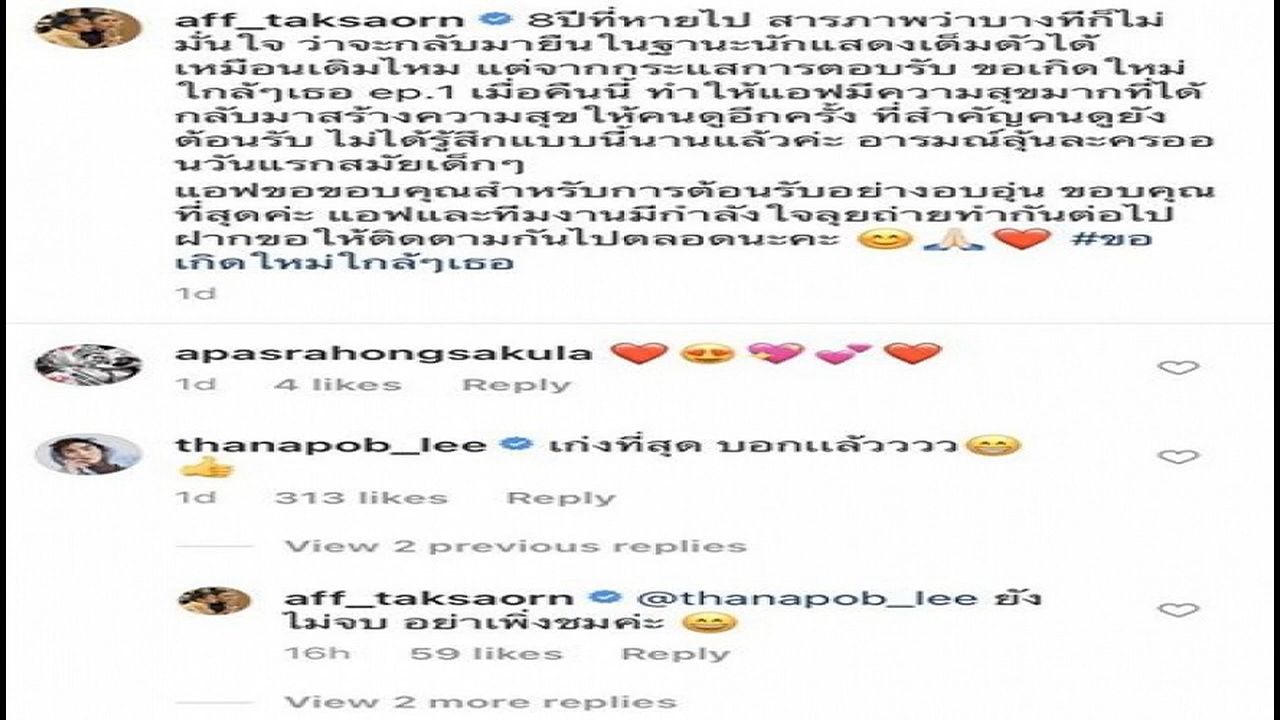 aff_taksaorn 8ปีที่หายไป สารภาพว่าบางทีก็ไม่
มั่นใจ ว่าจะกลับมายืนในฐานะนักแสดงเต็มตัวได้
เหมือนเดิมไหม แต่จากกระแสการตอบรับ ขอเกิดใหม่
ใกล้ๆเธอ ep.1 เมื่อคืนนี้ ทำให้แอฟมีความสุขมากที่ได้
กลับมาสร้างความสุขให้คนดูอีกครั้ง ที่สำคัญคนดูยัง
ต้อนรับ ไม่ได้รู้สึกแบบนี้นานแล้วค่ะ อารมณ์ลุ้นละครออ
นวันแรกสมัยเด็กๆ
แอฟขอขอบคุณสำหรับการต้อนรับอย่างอบอุ่น ขอบคุณ
ที่สุดค่ะ แอฟและทีมงานมีกำลังใจลุยถ่ายทำกันต่อไป
ฝากขอให้ติดตามกันไปตลอดนะคะ 😊🙏🏻❤️ #ขอ
เกิดใหม่ใกล้ๆเธอ
1d
apasrahongsakula ❤️😍💖💕❤️
1d 4 likes Reply
thanapob_lee เก่งที่สุด บอกแล้วววว😁
👍
1d 313 likes Reply
View 2 previous replies
aff_taksaorn @thanapob_lee ยัง
ไม่จบ อย่าเพิ่งชมค่ะ 😄
16h 59 likes Reply
View 2 more replies